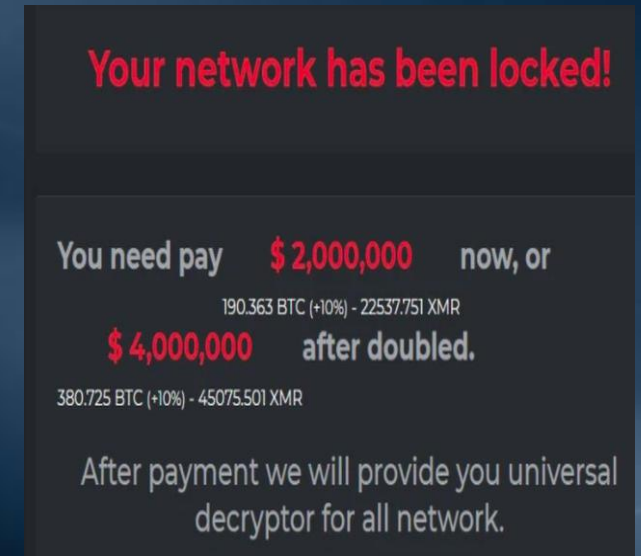 Your network has been locked!
You need pay $ 2,000,000 now, or
190.363 BTC (+10%) - 22537.751 XMR
$ 4,000,000 after doubled.
380.725 BTC (+10%) - 45075.501 XMR
After payment we will provide you universal
decryptor for all network.